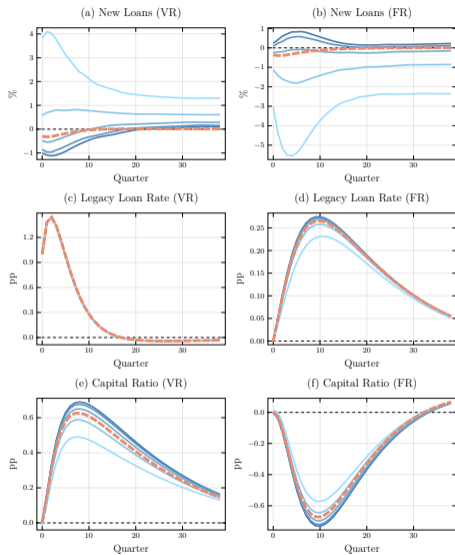 (a) New Loans (VR)
4
3
2
1
0
−1
%
0 10 20 30
Quarter
(b) New Loans (FR)
1
0
−1
−2
−3
−4
−5
%
0 10 20 30
Quarter
(c) Legacy Loan Rate (VR)
1.2
0.9
0.6
0.3
0.0
pp
0 10 20 30
Quarter
(d) Legacy Loan Rate (FR)
0.25
0.20
0.15
0.10
0.05
0.00
pp
0 10 20 30
Quarter
(e) Capital Ratio (VR)
0.6
0.4
0.2
0.0
pp
0 10 20 30
Quarter
(f) Capital Ratio (FR)
0.0
−0.2
−0.4
−0.6
pp
0 10 20 30
Quarter